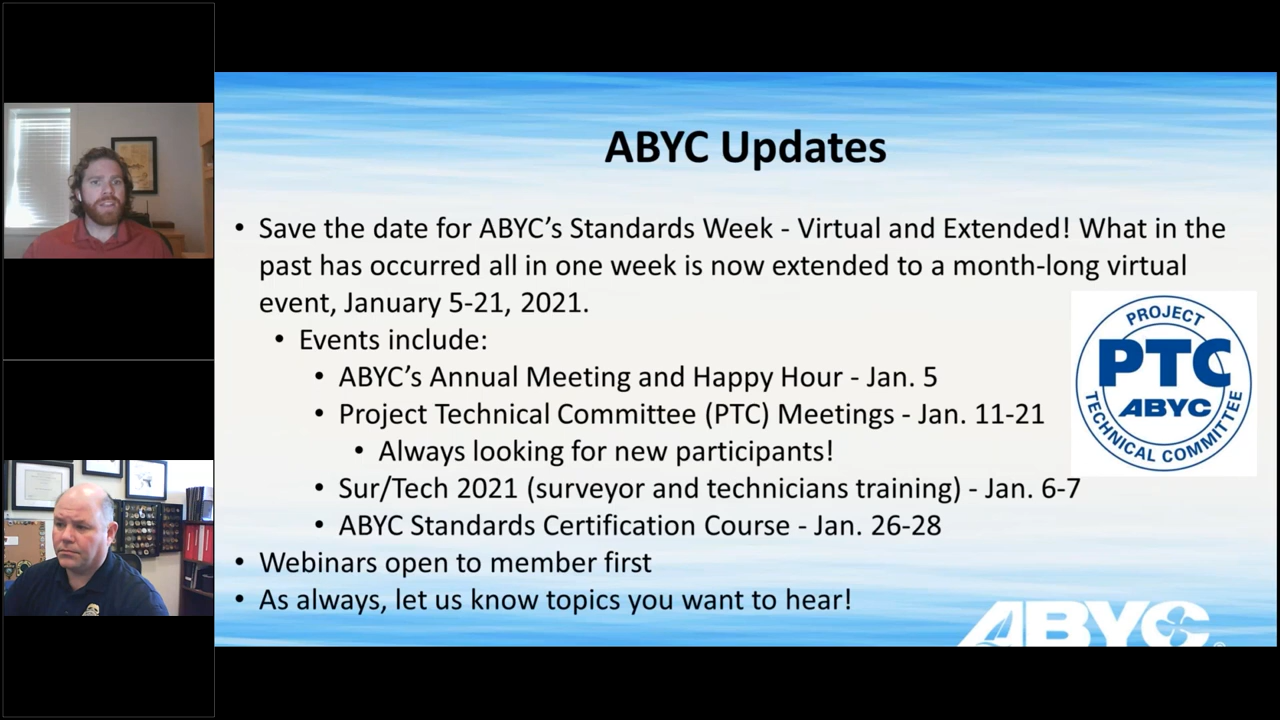 ABYC Updates
• Save the date for ABYC’s Standards Week - Virtual and Extended! What in the
past has occurred all in one week is now extended to a month-long virtual
event, January 5-21, 2021.
• Events include:
• ABYC’s Annual Meeting and Happy Hour - Jan. 5
• Project Technical Committee (PTC) Meetings - Jan. 11-21
• Always looking for new participants!
• Sur/Tech 2021 (surveyor and technicians training) - Jan. 6-7
• ABYC Standards Certification Course - Jan. 26-28
• Webinars open to member first
• As always, let us know topics you want to hear!
PROJECT
PTC
ABYC
TECHNICAL COMMITTEE
ABYC